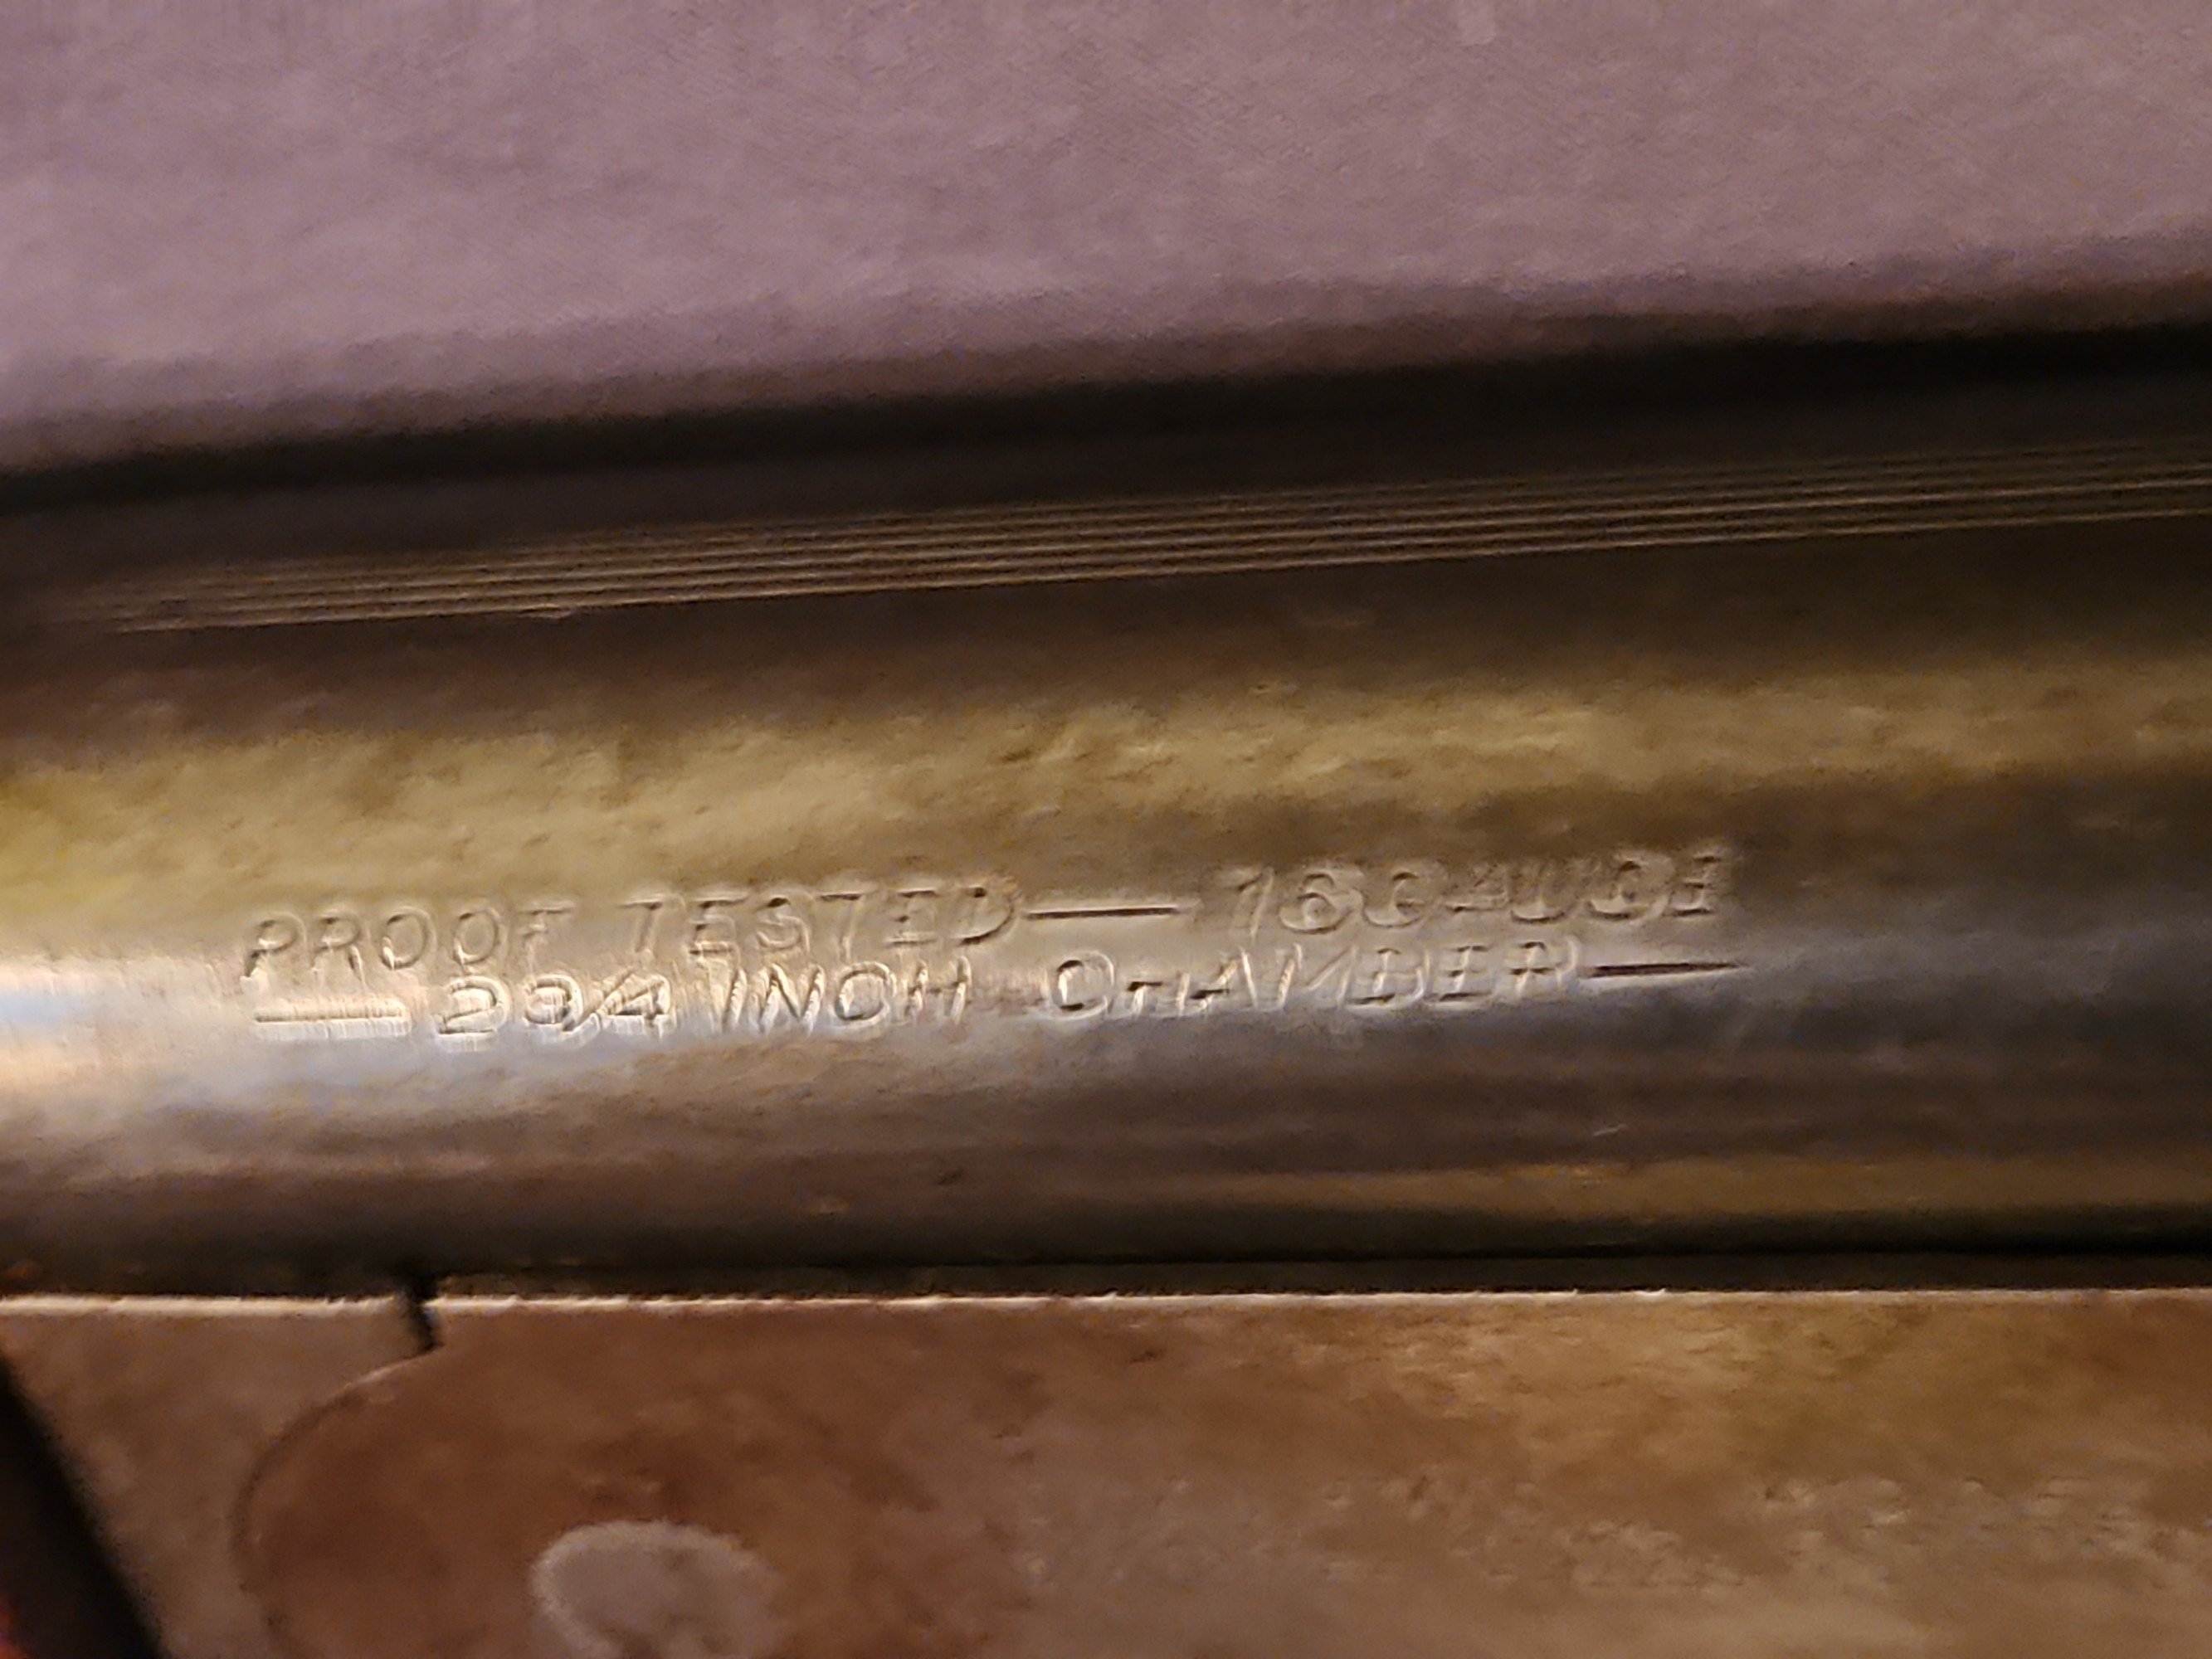 PROOF TESTED — 16 GAUGE
— 2 3/4 INCH CHAMBER —